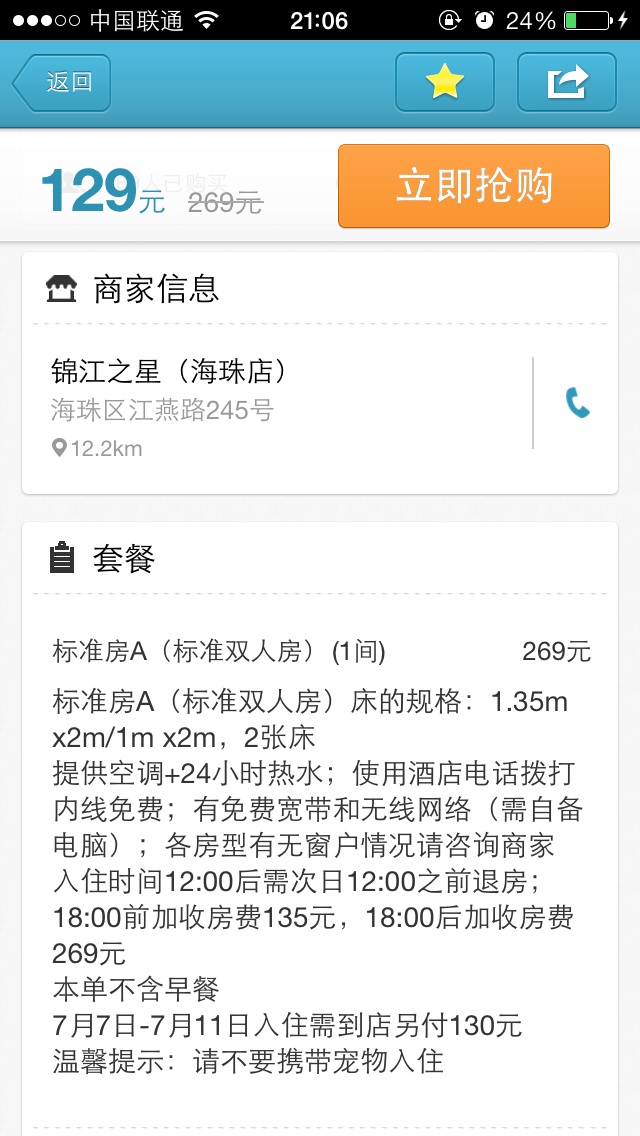 中国联通 21:06 24%
返回
129元 269元 立即抢购
人已购买
商家信息
锦江之星（海珠店）
海珠区江燕路245号
12.2km
套餐
标准房A（标准双人房）(1间) 269元
标准房A（标准双人房）床的规格：1.35m
x2m/1m x2m，2张床
提供空调+24小时热水；使用酒店电话拨打
内线免费；有免费宽带和无线网络（需自备
电脑）；各房型有无窗户情况请咨询商家
入住时间12:00后需次日12:00之前退房；
18:00前加收房费135元，18:00后加收房费
269元
本单不含早餐
7月7日-7月11日入住需到店另付130元
温馨提示：请不要携带宠物入住